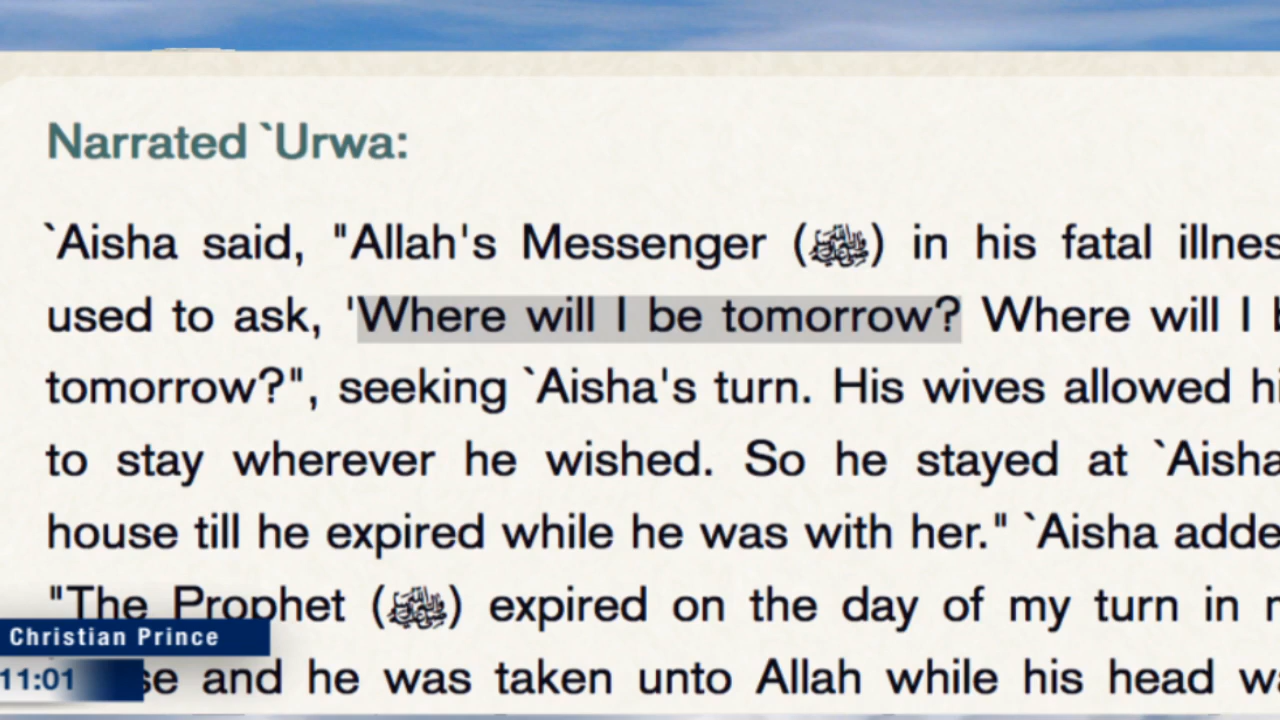 Narrated `Urwa:
`Aisha said, "Allah's Messenger (ﷺ) in his fatal
used to ask, 'Where will I be tomorrow? Where will I
tomorrow?", seeking `Aisha's turn. His wives allowed
to stay wherever he wished. So he stayed at `Aisha
house till he expired while he was with her." `Aisha
"The Prophet (ﷺ) expired on the day of my turn in
and he was taken unto Allah while his head
Christian Prince
11:01